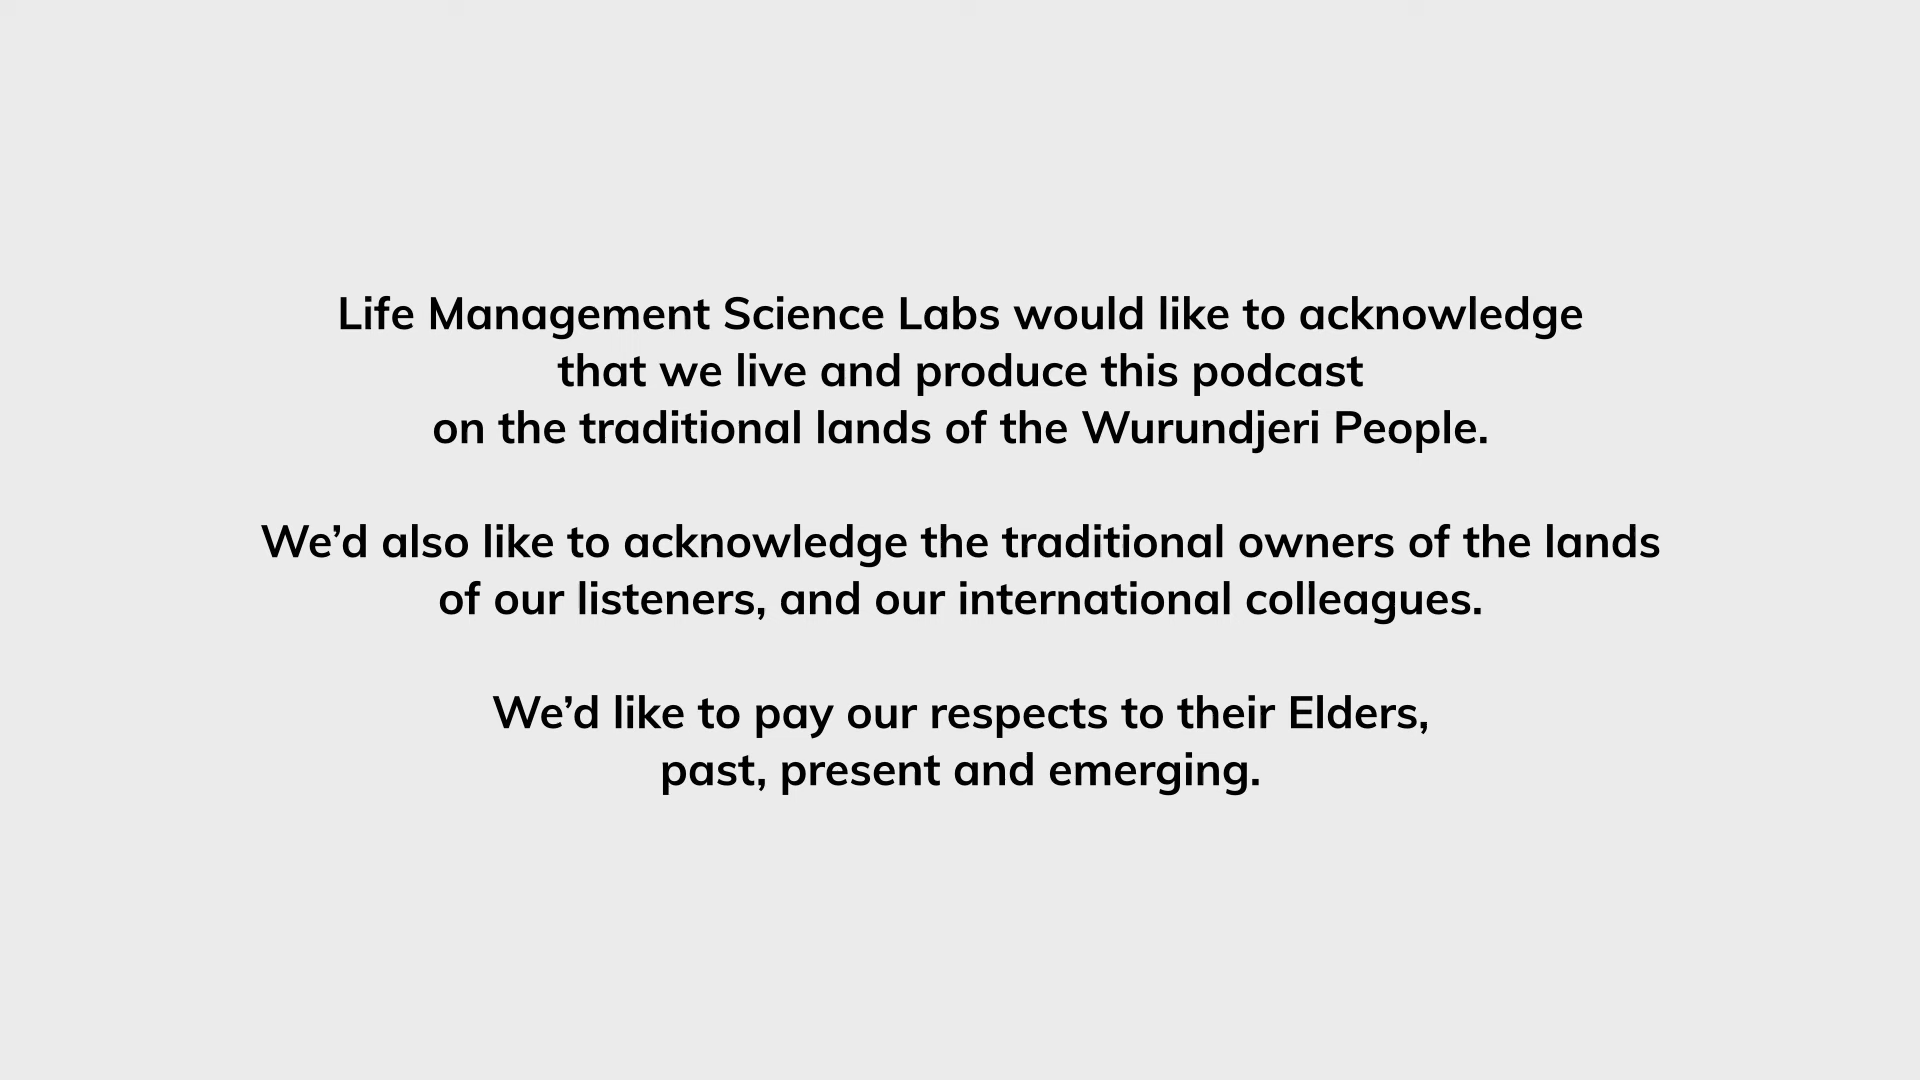 Life Management Science Labs would like to acknowledge
that we live and produce this podcast
on the traditional lands of the Wurundjeri People.
We’d also like to acknowledge the traditional owners of the lands
of our listeners, and our international colleagues.
We’d like to pay our respects to their Elders,
past, present and emerging.